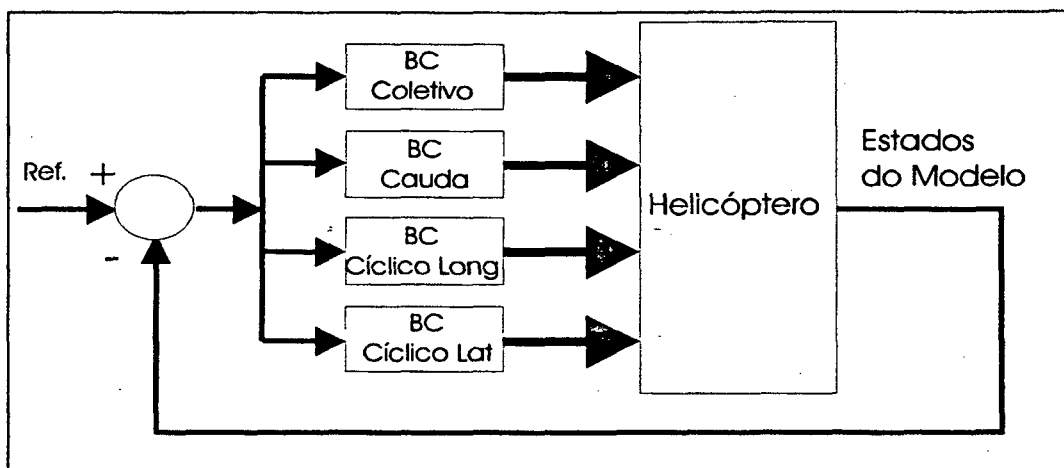 BC
Coletivo
BC
Cauda
BC
Cíclico Long
BC
Cíclico Lat
Ref.
+
-
Helicóptero
Estados
do Modelo